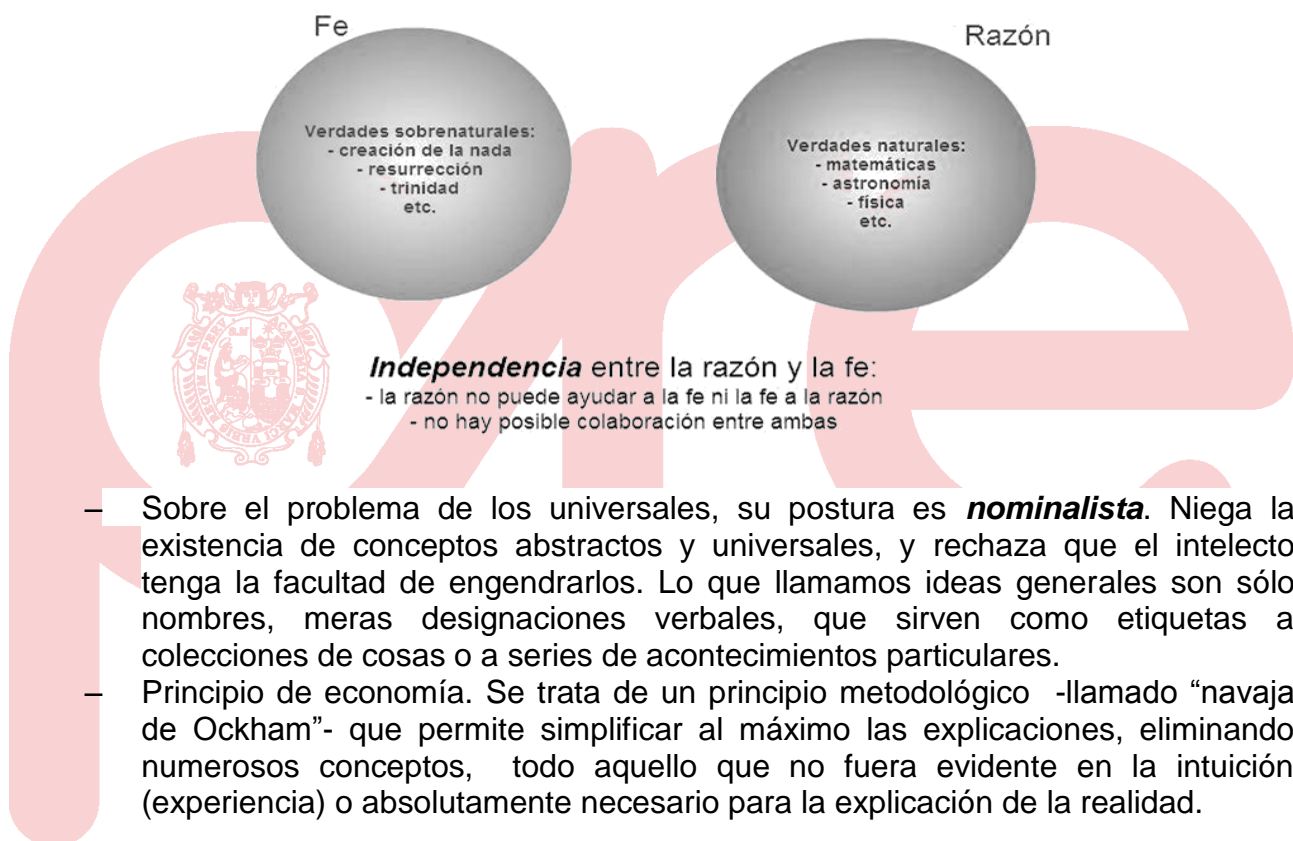 Fe
Razón
Verdades sobrenaturales:
- creación de la nada
- resurrección
- trinidad
etc.
Verdades naturales:
- matemáticas
- astronomía
- física
etc.
Independencia entre la razón y la fe:
- la razón no puede ayudar a la fe ni la fe a la razón
- no hay posible colaboración entre ambas
– Sobre el problema de los universales, su postura es nominalista. Niega la
existencia de conceptos abstractos y universales, y rechaza que el intelecto
tenga la facultad de engendrarlos. Lo que llamamos ideas generales son sólo
nombres, meras designaciones verbales, que sirven como etiquetas a
colecciones de cosas o a series de acontecimientos particulares.
– Principio de economía. Se trata de un principio metodológico -llamado “navaja
de Ockham”- que permite simplificar al máximo las explicaciones, eliminando
numerosos conceptos, todo aquello que no fuera evidente en la intuición
(experiencia) o absolutamente necesario para la explicación de la realidad.